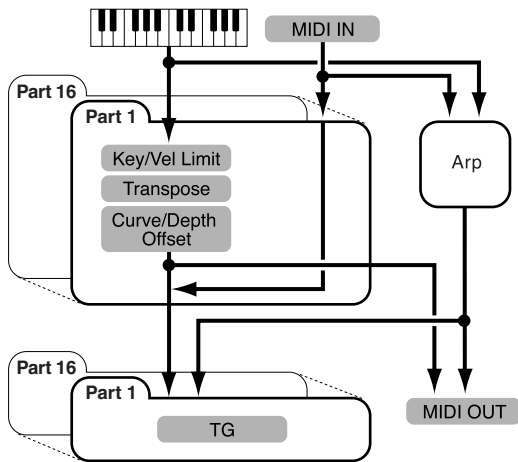 MIDI IN
Part 16
Part 1
Key/Vel Limit
Transpose
Curve/Depth
Offset
Arp
Part 16
Part 1
TG
MIDI OUT